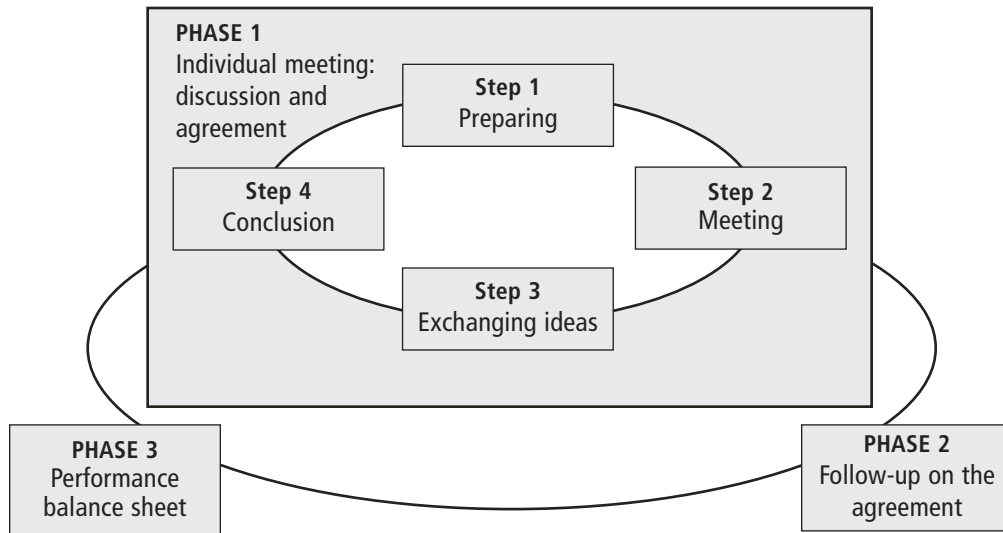 PHASE 1
Individual meeting:
discussion and
agreement
Step 1
Preparing
Step 2
Meeting
Step 3
Exchanging ideas
Step 4
Conclusion
PHASE 2
Follow-up on the
agreement
PHASE 3
Performance
balance sheet